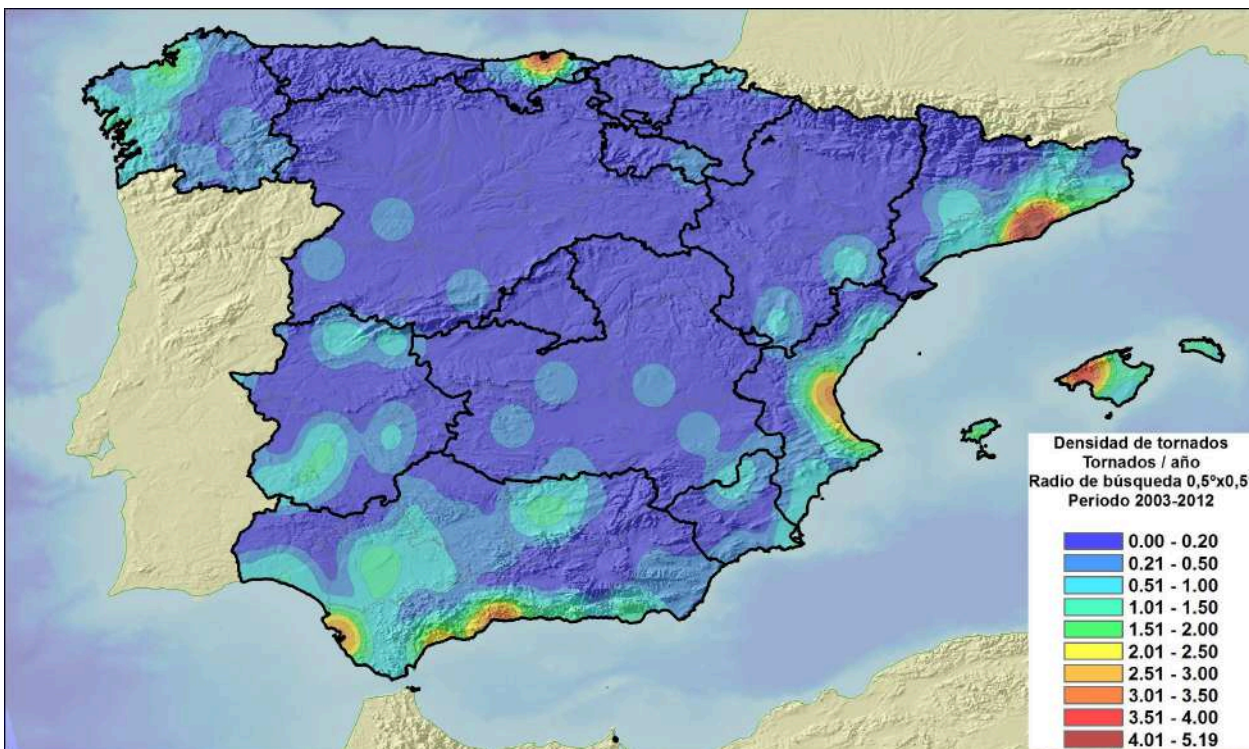 Densidad de tornados
Tornados / año
Radio de búsqueda 0,5ºx0,5
Período 2003-2012
0.00 - 0.20
0.21 - 0.50
0.51 - 1.00
1.01 - 1.50
1.51 - 2.00
2.01 - 2.50
2.51 - 3.00
3.01 - 3.50
3.51 - 4.00
4.01 - 5.19